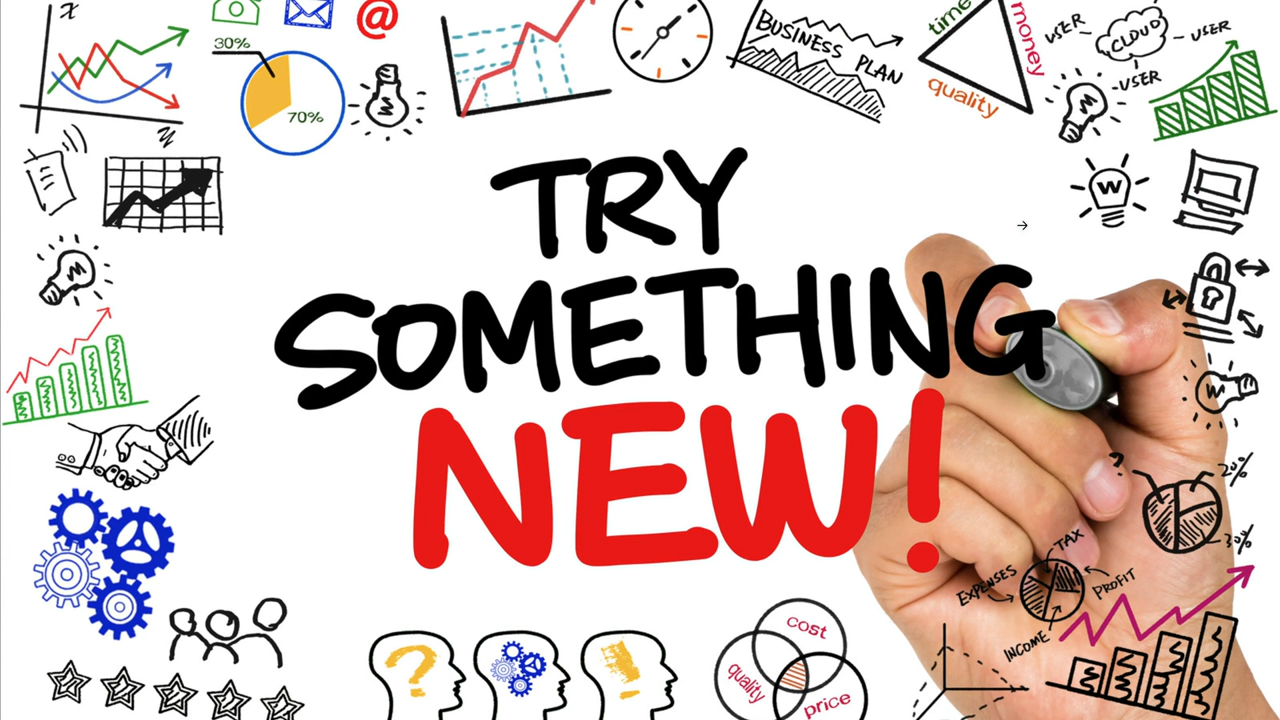 x
@
30%
70%
BUSINESS PLAN
time
money
quality
USER
CLOUD
USER
USER
W
TRY
SOMETHING
NEW!
?
20%
30%
TAX
EXPENSES
PROFIT
INCOME
?
!
cost
quality
price